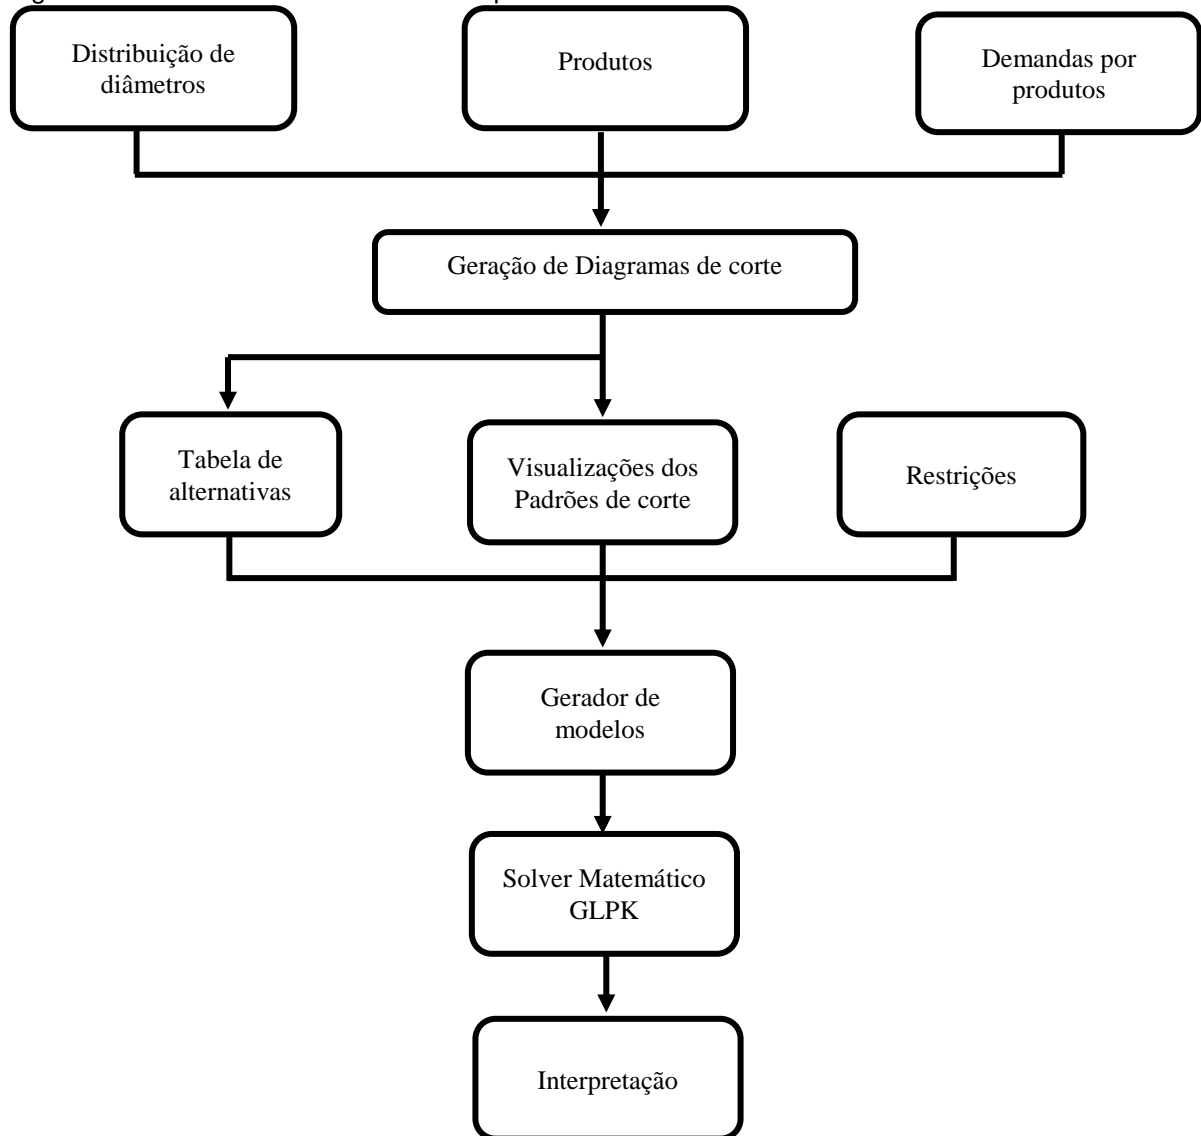 Distribuição de
diâmetros
Produtos
Demandas por
produtos
Geração de Diagramas de corte
Tabela de
alternativas
Visualizações dos
Padrões de corte
Restrições
Gerador de
modelos
Solver Matemático
GLPK
Interpretação